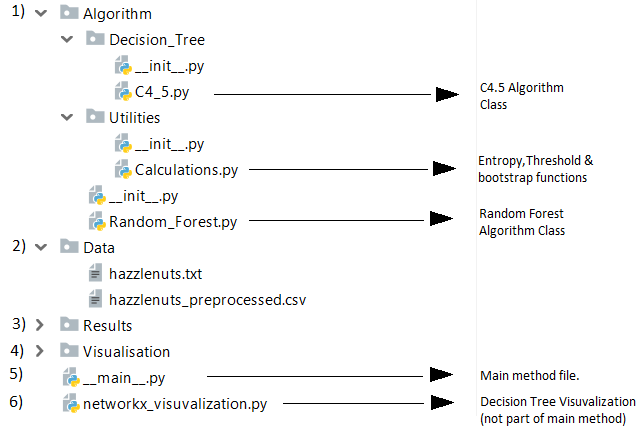 1) Algorithm
Decision_Tree
__init__.py
C4_5.py
C4.5 Algorithm
Class
Utilities
__init__.py
Calculations.py
Entropy,Threshold &
bootstrap functions
__init__.py
Random_Forest.py
Random Forest
Algorithm Class
2) Data
hazzlenuts.txt
hazzlenuts_preprocessed.csv
3) Results
4) Visualisation
5) __main__.py
Main method file.
6) networkx_visuvalization.py
Decision Tree Visuvalization
(not part of main method)